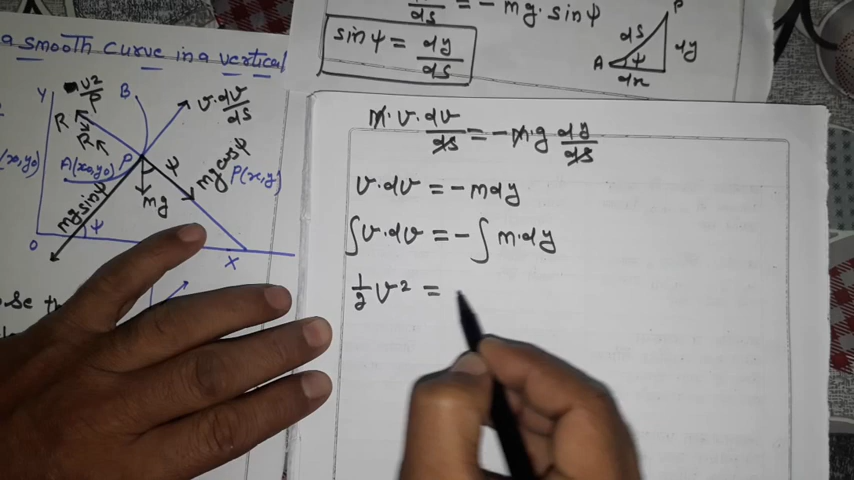 a smooth curve in a vertical
Y
v²/ρ
B
v·dv/ds
R
P
ψ
mg cosψ
A(x₀,y₀)
P(x,y)
mg sinψ
mg
ψ
O
X
/ds = - mg·sinψ
sinψ = dy/ds
P
ds
dy
A
ψ
dx
m·v·dv/ds = -mg dy/ds
v·dv = -mdy
∫v·dv = -∫m·dy
½v² =